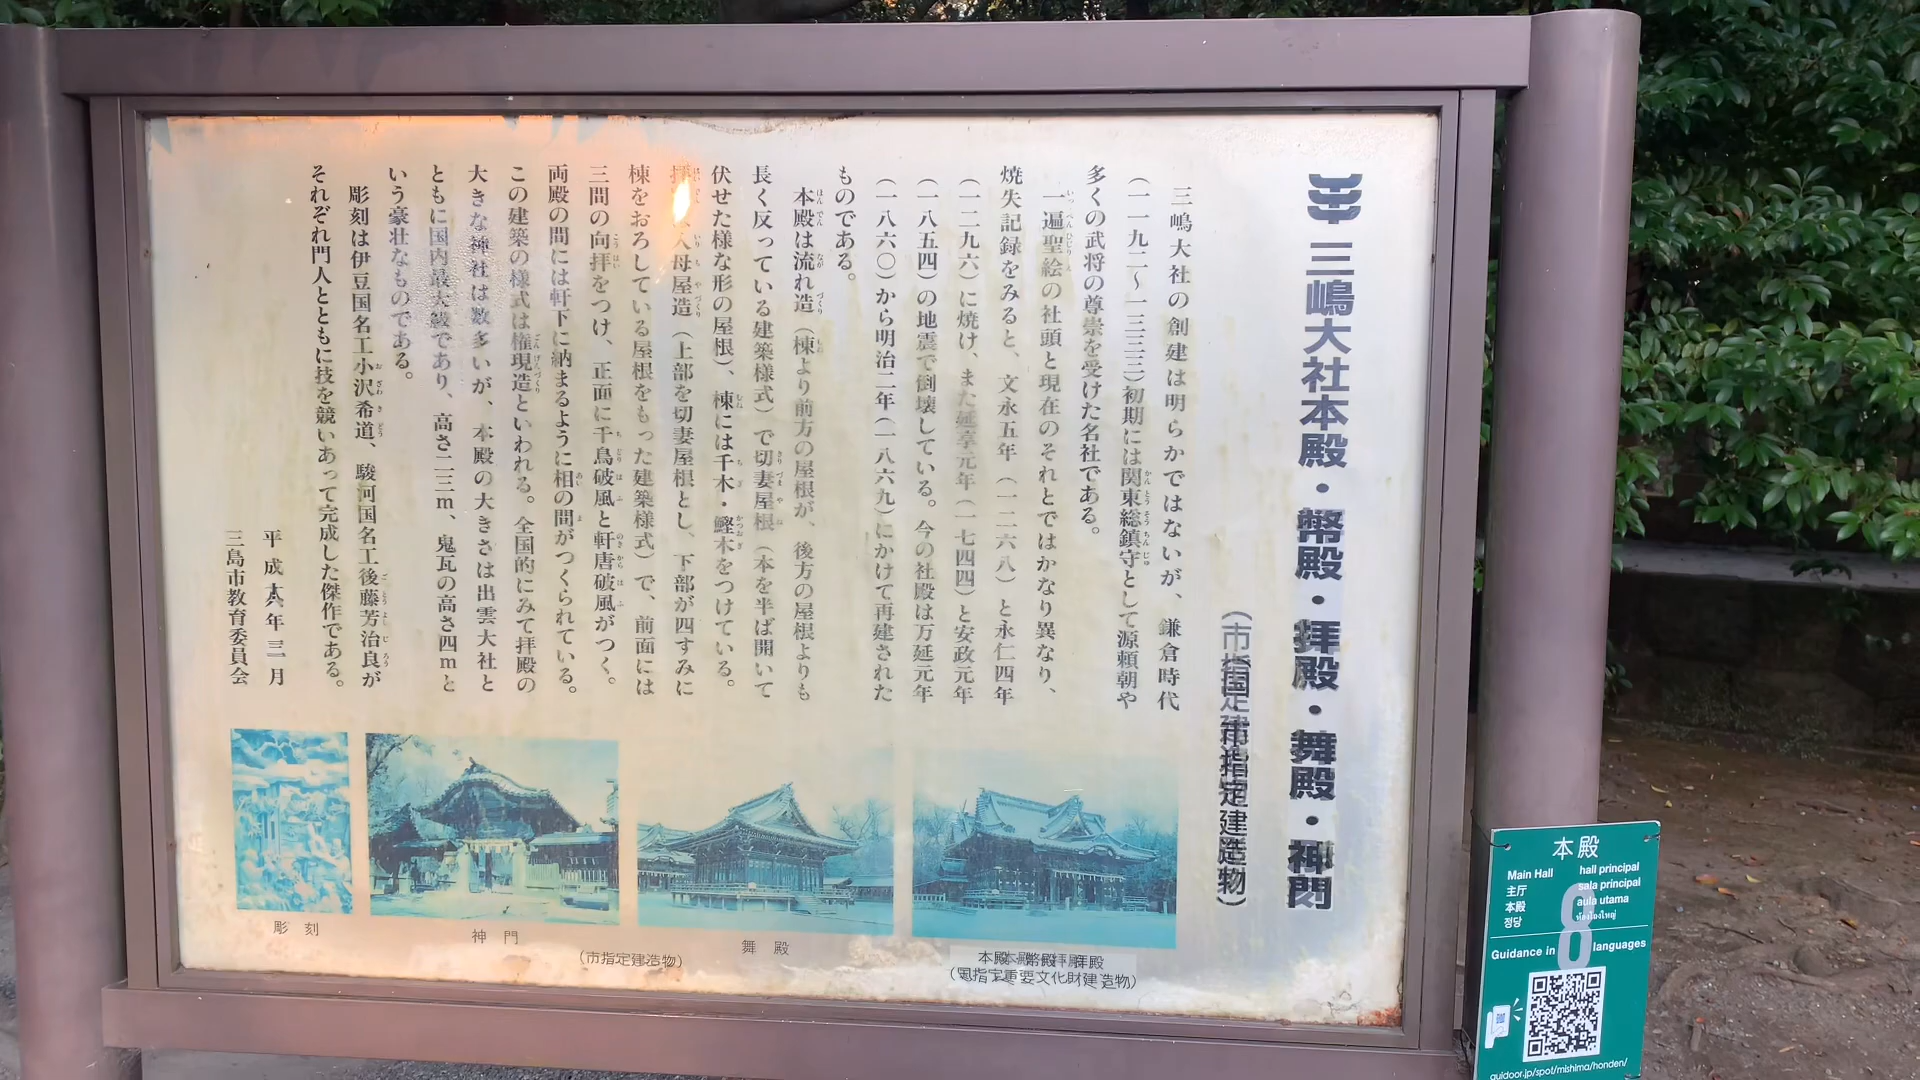 三嶋大社本殿・幣殿・拝殿・舞殿・神門
三嶋大社の創建は明らかではないが、鎌倉時代
(一一九二〜一三三三)初期には関東総鎮守として源頼朝や
多くの武将の尊崇を受けた名社である。
一遍聖絵の社頭と現在のそれとではかなり異なり、
焼失記録をみると、文永五年(一二六八)と永仁四年
(一二九六)に焼け、また延享元年(一七四四)と安政元年
(一八五四)の地震で倒壊している。今の社殿は万延元年
(一八六〇)から明治二年(一八六九)にかけて再建された
ものである。
本殿は流れ造(棟より前方の屋根が、後方の屋根よりも
長く反っている建築様式)で切妻屋根(本を半ば開いて
伏せた様な形の屋根)、棟には千木・鰹木をつけている。
入母屋造(上部を切妻屋根とし、下部が四すみに
棟をおろしている屋根をもった建築様式)で、前面には
三間の向拝をつけ、正面に千鳥破風と軒唐破風がつく。
両殿の間には軒下に納まるように相の間がつくられている。
この建築の様式は権現造といわれる。全国的にみて拝殿の
大きな神社は数多いが、本殿の大きさは出雲大社と
ともに国内最大級であり、高さ二三m、鬼瓦の高さ四mと
いう豪壮なものである。
彫刻は伊豆国名工小沢希道、駿河国名工後藤芳治良が
それぞれ門人とともに技を競いあって完成した傑作である。
平成 年三月
三島市教育委員会
彫刻
神門
(市指定建造物)
舞殿
本殿
Main Hall
主厅
本殿
정당
hall principal
sala principal
aula utama
ห้องโถงใหญ่
Guidance in 8 languages
guidoor.jp/spot/mishima/honden/